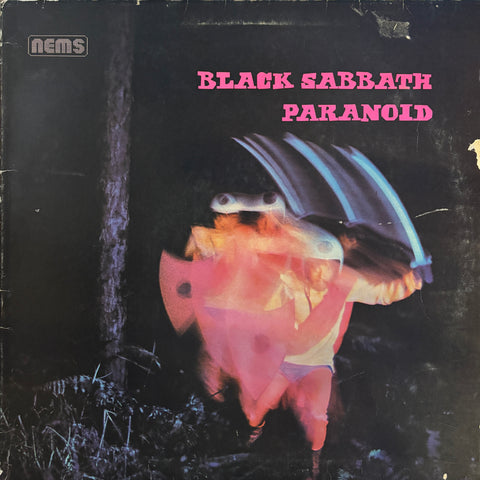 nems
BLACK SABBATH
PARANOID